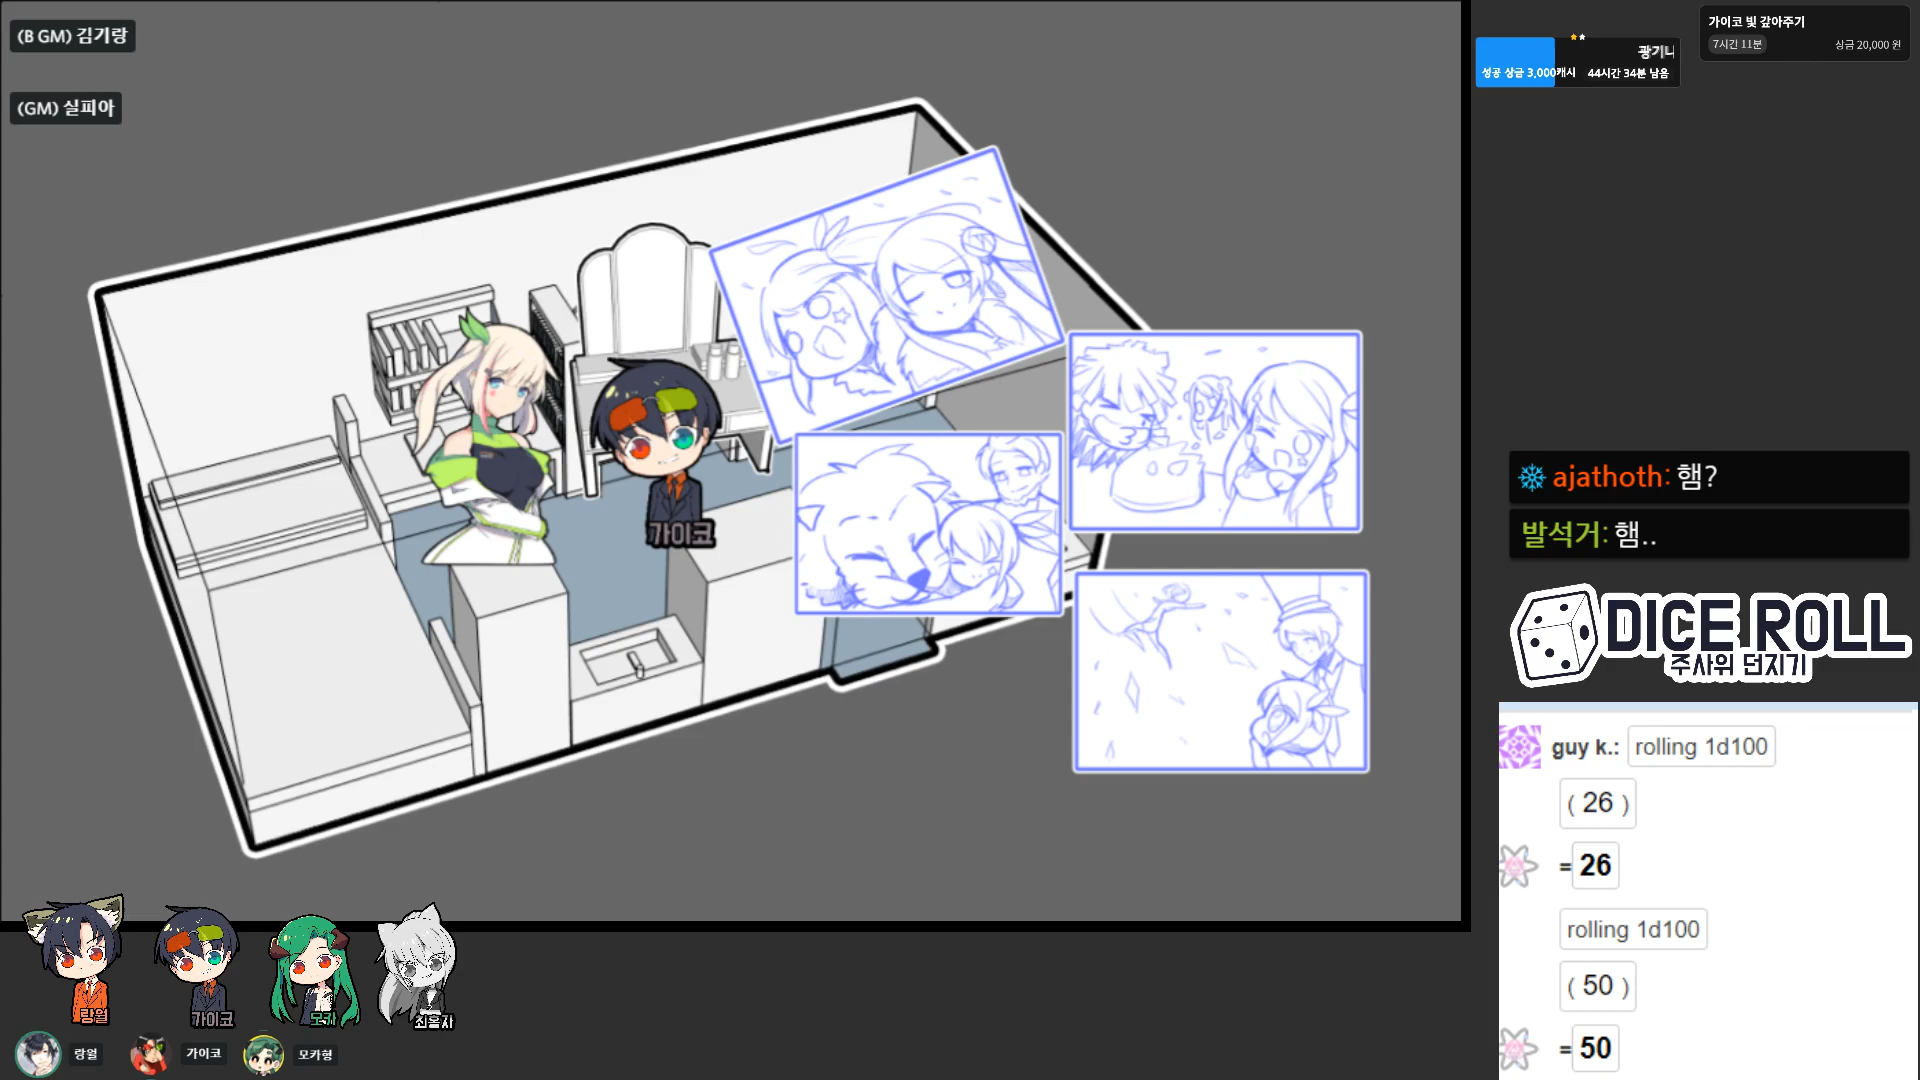 (B GM) 김기랑
(GM) 실피아
가이코
랑월
가이코
모카
최흘자
랑월
가이코
모카형
광기니
성공 상금 3,000캐시
44시간 34분 남음
가이코 빛 갚아주기
7시간 11분
상금 20,000 원
ajathoth: 햄?
발석거: 햄..
DICE ROLL
주사위 던지기
guy k.: rolling 1d100
( 26 )
=26
rolling 1d100
( 50 )
=50